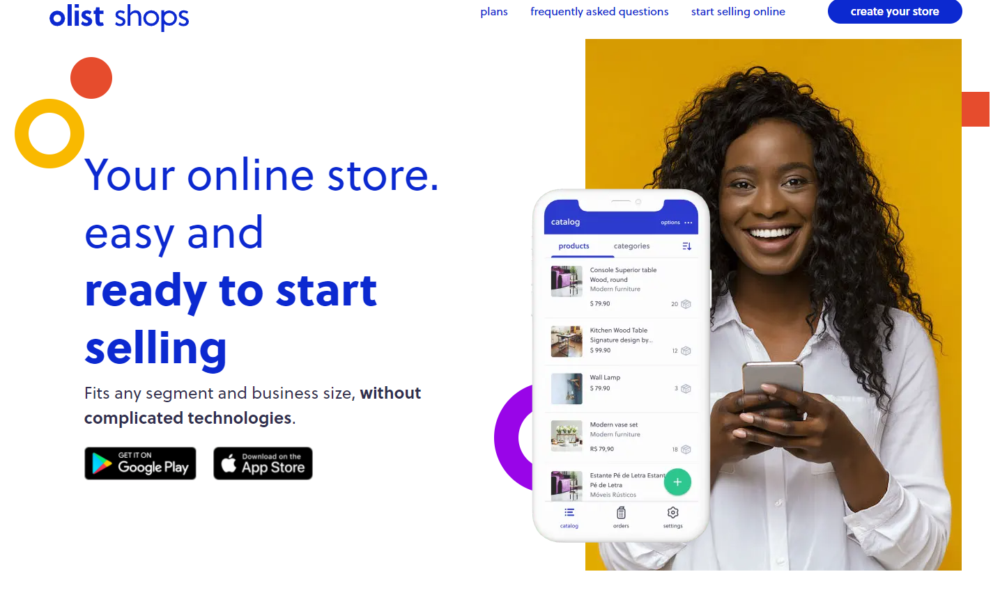 olist shops
plans
frequently asked questions
start selling online
create your store
Your online store.
easy and
ready to start
selling
Fits any segment and business size, without
complicated technologies.
GET IT ON
Google Play
Download on the
App Store
catalog
options
products
categories
Console Superior table
Wood, round
Modern furniture
$ 79.90
20
Kitchen Wood Table
Signature design by...
$ 99.90
12
Wall Lamp
$ 79.90
3
Modern vase set
Modern furniture
R$ 79,90
18
Estante Pé de Letra Estant
Pé de Letra
Móveis Rústicos
catalog
orders
settings